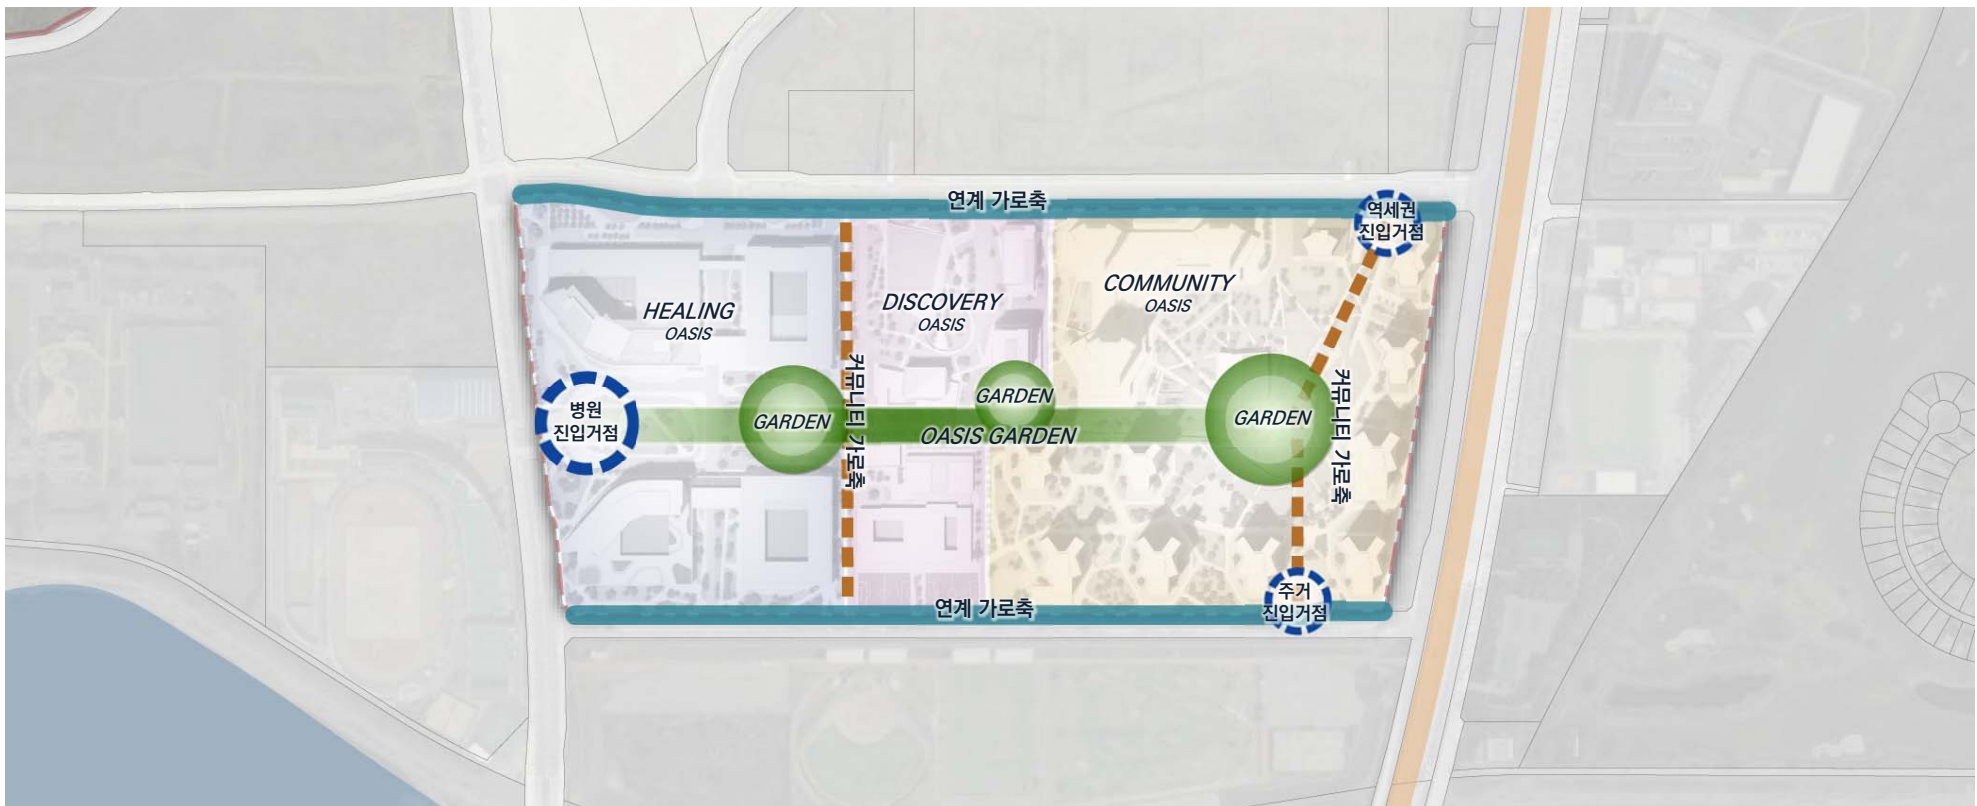 연계 가로축
역세권
진입거점
COMMUNITY
OASIS
DISCOVERY
OASIS
HEALING
OASIS
커뮤니티 가로축
커뮤니티 가로축
GARDEN
병원
진입거점
GARDEN
GARDEN
OASIS GARDEN
주거
진입거점
연계 가로축